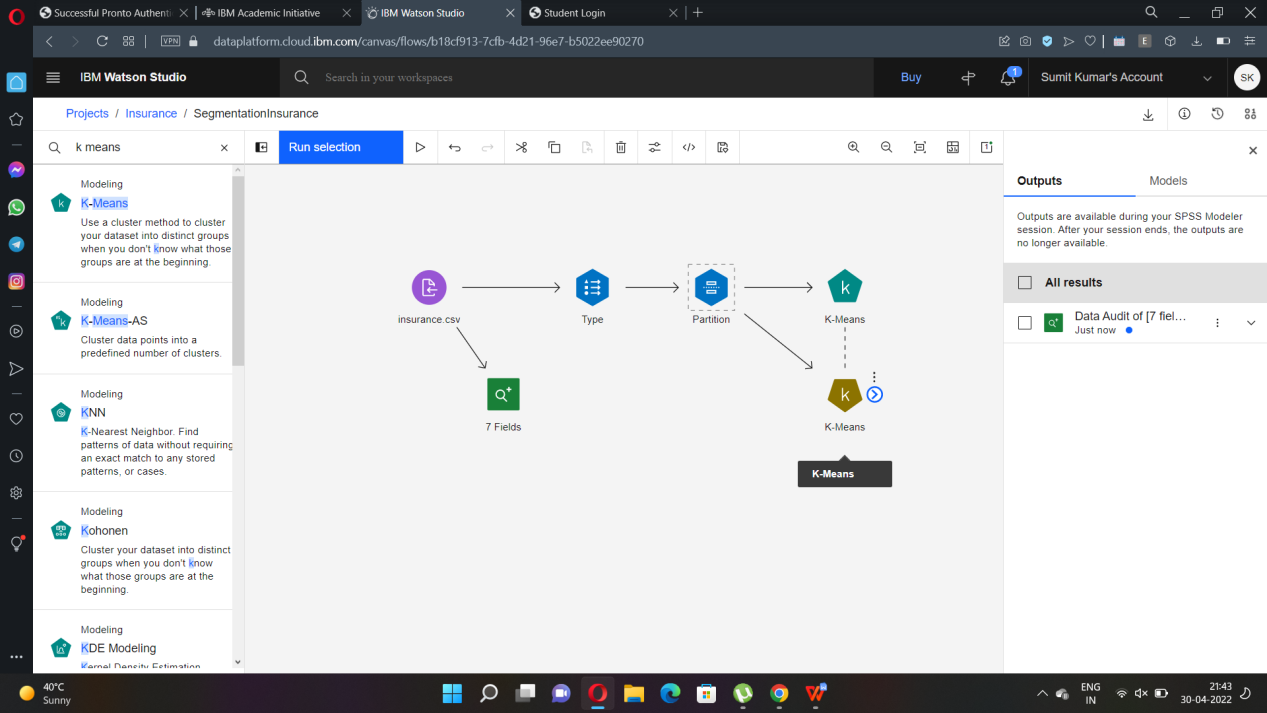 Successful Pronto Authenti
IBM Academic Initiative
IBM Watson Studio
Student Login
VPN
dataplatform.cloud.ibm.com/canvas/flows/b18cf913-7cfb-4d21-96e7-b5022ee90270
E
IBM Watson Studio
Search in your workspaces
Buy
1
Sumit Kumar's Account
SK
Projects / Insurance / SegmentationInsurance
k means
Run selection
Modeling
K-Means
Use a cluster method to cluster
your dataset into distinct groups
when you don't know what those
groups are at the beginning.
Modeling
K-Means-AS
Cluster data points into a
predefined number of clusters.
Modeling
KNN
K-Nearest Neighbor. Find
patterns of data without requiring
an exact match to any stored
patterns, or cases.
Modeling
Kohonen
Cluster your dataset into distinct
groups when you don't know
what those groups are at the
beginning.
Modeling
KDE Modeling
Kernel Density Estimation
insurance.csv
Type
Partition
k
K-Means
7 Fields
k
K-Means
K-Means
Outputs
Models
Outputs are available during your SPSS Modeler
session. After your session ends, the outputs are
no longer available.
All results
Data Audit of [7 fiel...
Just now
40°C
Sunny
ENG
IN
21:43
30-04-2022